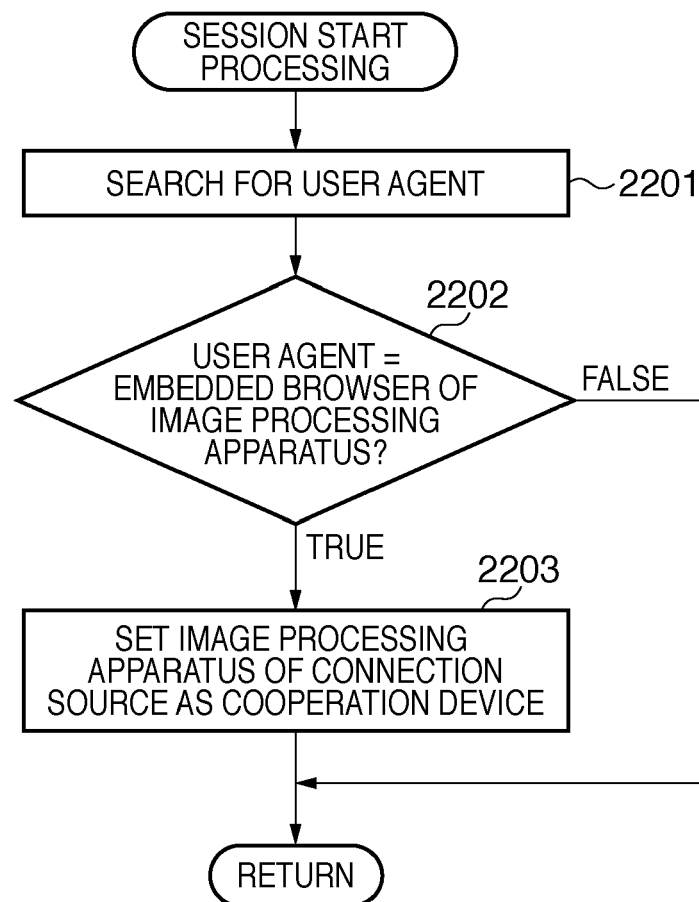 SESSION START
PROCESSING
SEARCH FOR USER AGENT
2201
2202
USER AGENT =
EMBEDDED BROWSER OF
IMAGE PROCESSING
APPARATUS?
FALSE
TRUE
2203
SET IMAGE PROCESSING
APPARATUS OF CONNECTION
SOURCE AS COOPERATION DEVICE
RETURN